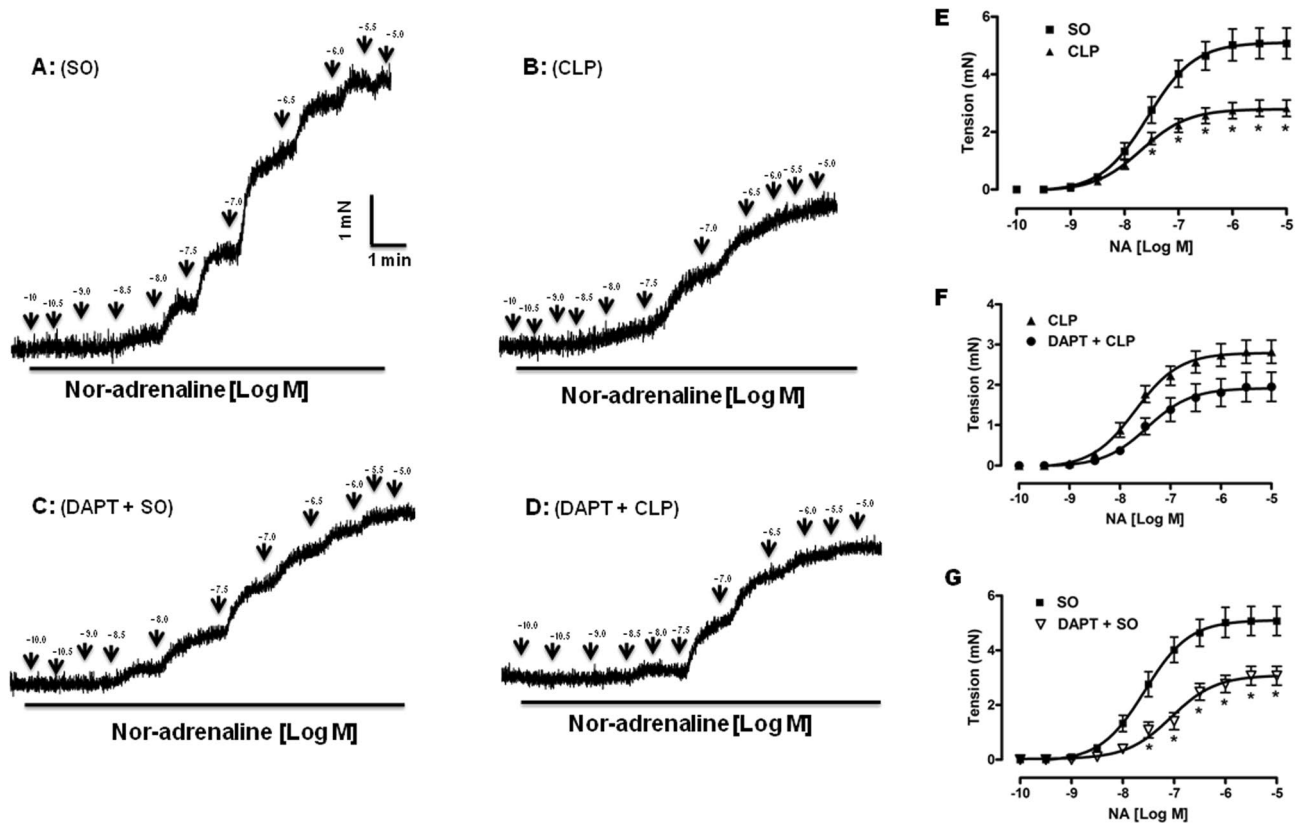 A: (SO)
-10
-10.5
-9.0
-8.5
-8.0
-7.5
-7.0
-6.5
-6.0
-5.5
-5.0
1 mN
1 min
Nor-adrenaline [Log M]
B: (CLP)
-10
-10.5
-9.0
-8.5
-8.0
-7.5
-7.0
-6.5
-6.0
-5.5
-5.0
Nor-adrenaline [Log M]
C: (DAPT + SO)
-10.0
-10.5
-9.0
-8.5
-8.0
-7.5
-7.0
-6.5
-6.0
-5.5
-5.0
Nor-adrenaline [Log M]
D: (DAPT + CLP)
-10.0
-10.5
-9.0
-8.5
-8.0
-7.5
-7.0
-6.5
-6.0
-5.5
-5.0
Nor-adrenaline [Log M]
E
SO
CLP
Tension (mN)
6
4
2
0
* * * * * *
-10 -9 -8 -7 -6 -5
NA [Log M]
F
CLP
DAPT + CLP
Tension (mN)
4
3
2
1
0
-10 -9 -8 -7 -6 -5
NA [Log M]
G
SO
DAPT + SO
Tension (mN)
6
4
2
0
* * * * * *
-10 -9 -8 -7 -6 -5
NA [Log M]